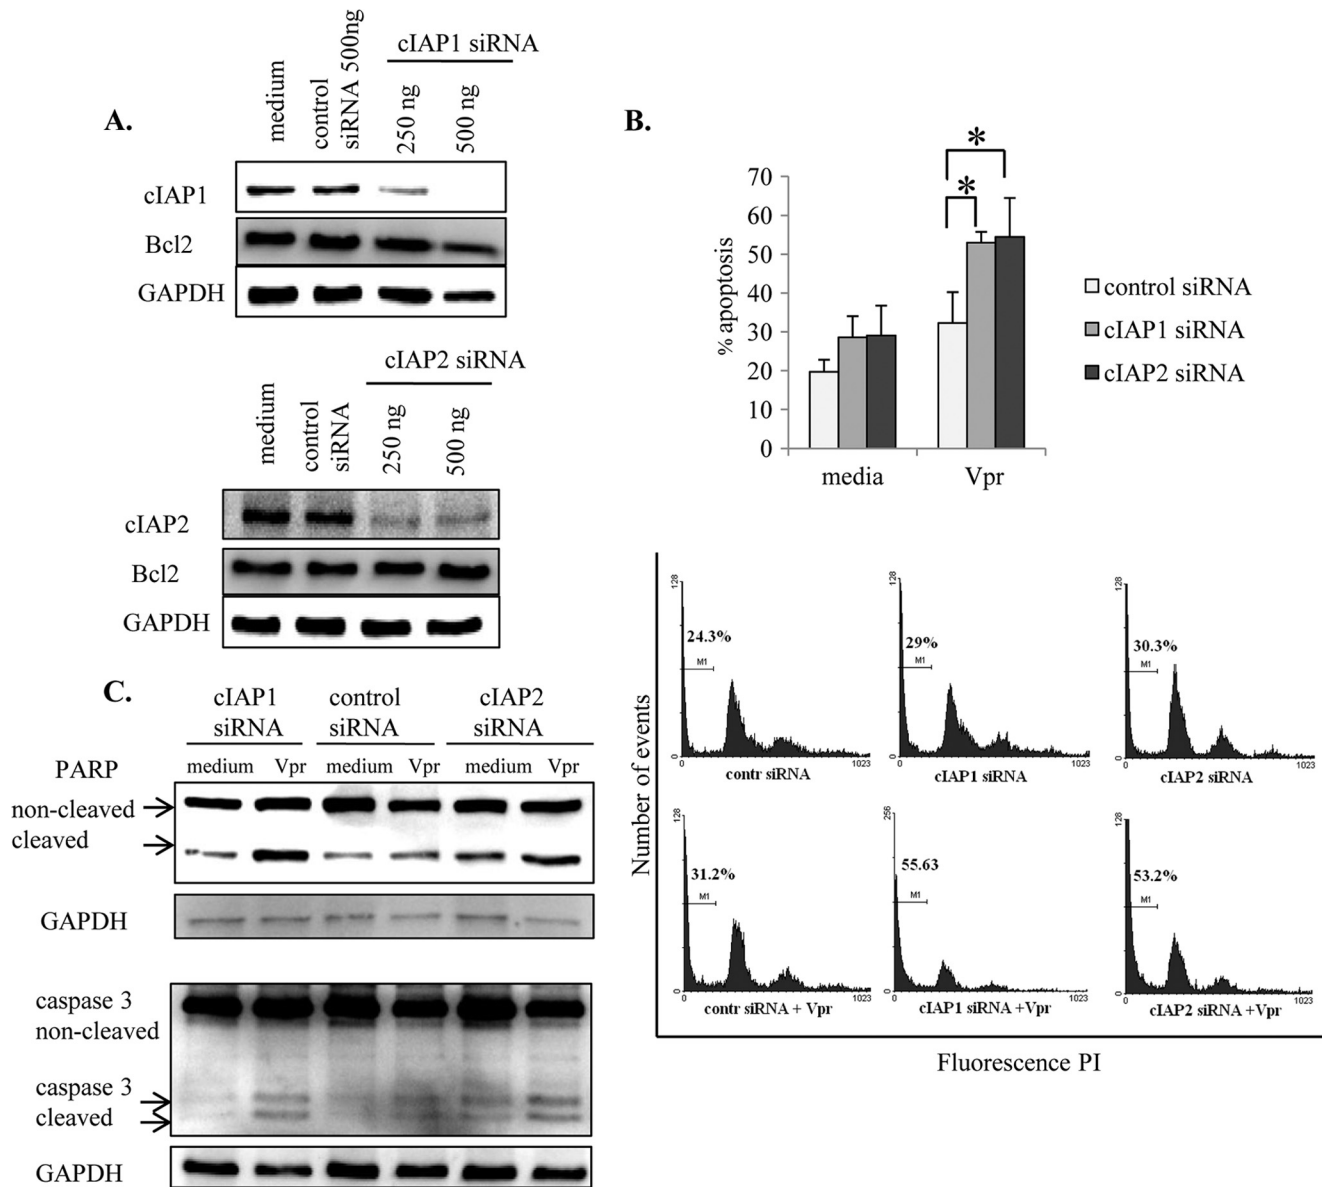 A.
medium
control
siRNA 500ng
cIAP1 siRNA
250 ng
500 ng
cIAP1
Bcl2
GAPDH
cIAP2 siRNA
medium
control
siRNA
250 ng
500 ng
cIAP2
Bcl2
GAPDH
B.
% apoptosis
70
60
50
40
30
20
10
0
*
*
media
Vpr
control siRNA
cIAP1 siRNA
cIAP2 siRNA
Number of events
128
24.3%
M1
0
1023
contr siRNA
128
29%
M1
0
1023
cIAP1 siRNA
128
30.3%
M1
0
1023
cIAP2 siRNA
128
31.2%
M1
0
1023
contr siRNA + Vpr
256
55.63
M1
0
1023
cIAP1 siRNA +Vpr
128
53.2%
M1
0
1023
cIAP2 siRNA +Vpr
Fluorescence PI
C.
cIAP1
siRNA
control
siRNA
cIAP2
siRNA
PARP
medium
Vpr
medium
Vpr
medium
Vpr
non-cleaved
cleaved
GAPDH
caspase 3
non-cleaved
caspase 3
cleaved
GAPDH